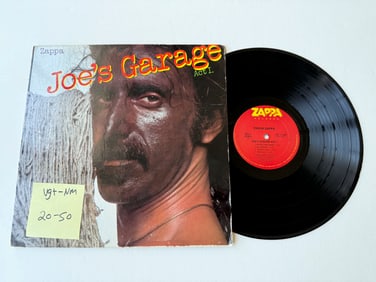 Zappa
Joe's Garage
Act I.
Vg+-NM
20-50
ZAPPA